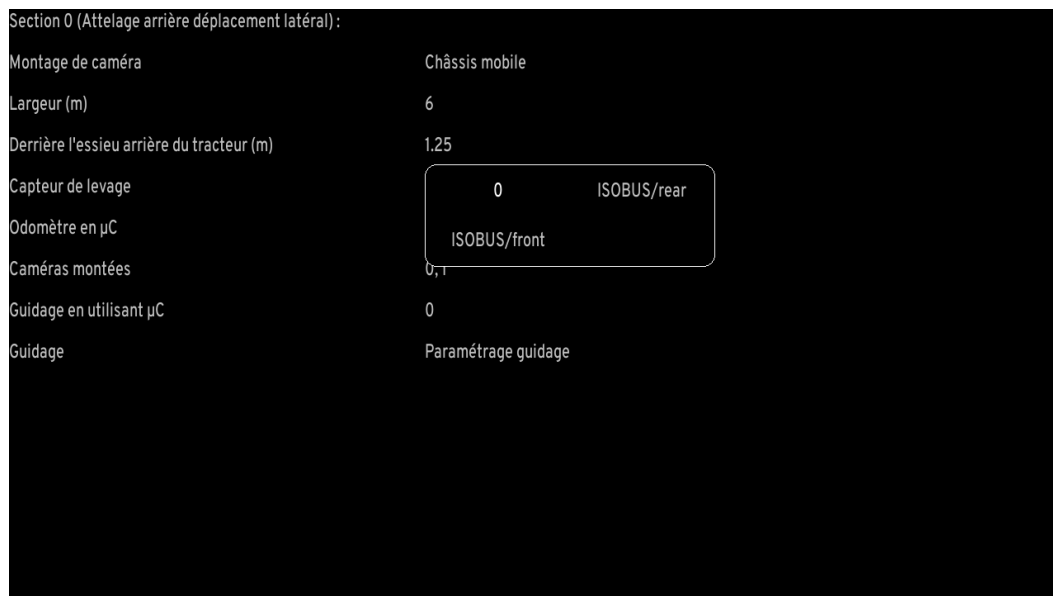 Section 0 (Attelage arrière déplacement latéral) :
Montage de caméra Châssis mobile
Largeur (m) 6
Derrière l'essieu arrière du tracteur (m) 1.25
Capteur de levage 0 ISOBUS/rear
Odomètre en µC
ISOBUS/front
Caméras montées 0,1
Guidage en utilisant µC 0
Guidage Paramétrage guidage